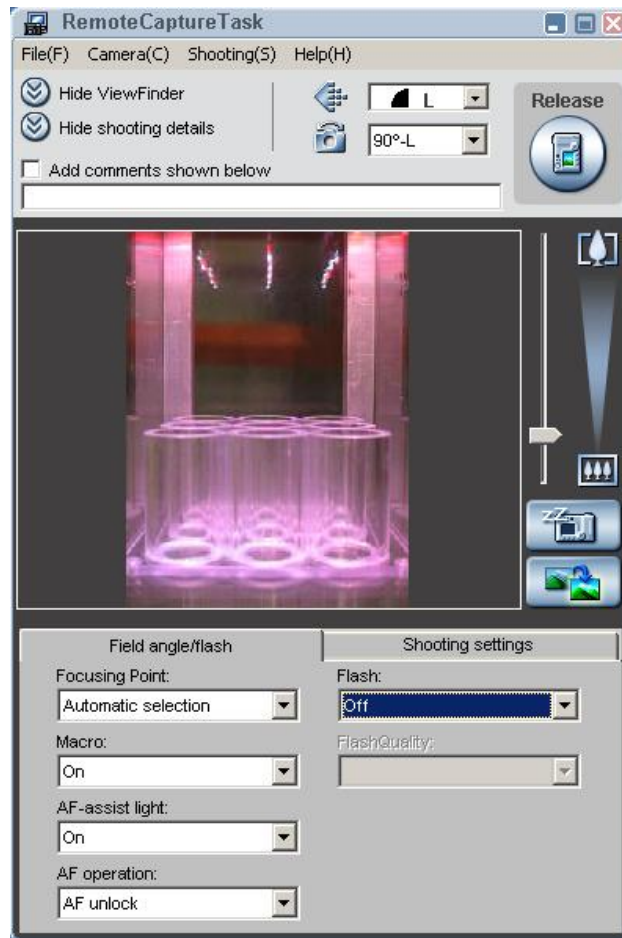 RemoteCaptureTask
File(F) Camera(C) Shooting(S) Help(H)
Hide ViewFinder
L
Release
Hide shooting details
90°-L
Add comments shown below
zz
Field angle/flash
Shooting settings
Focusing Point:
Flash:
Automatic selection
Off
Macro:
FlashQuality:
On
AF-assist light:
On
AF operation:
AF unlock